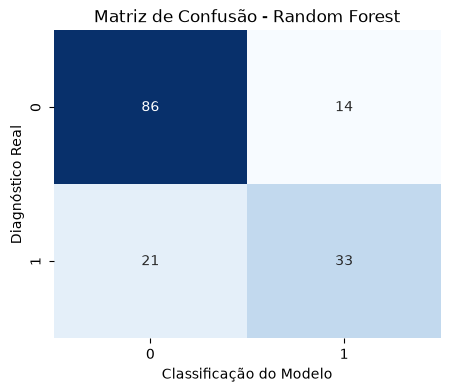 Matriz de Confusão - Random Forest
Diagnóstico Real
0
86
14
1
21
33
0
1
Classificação do Modelo